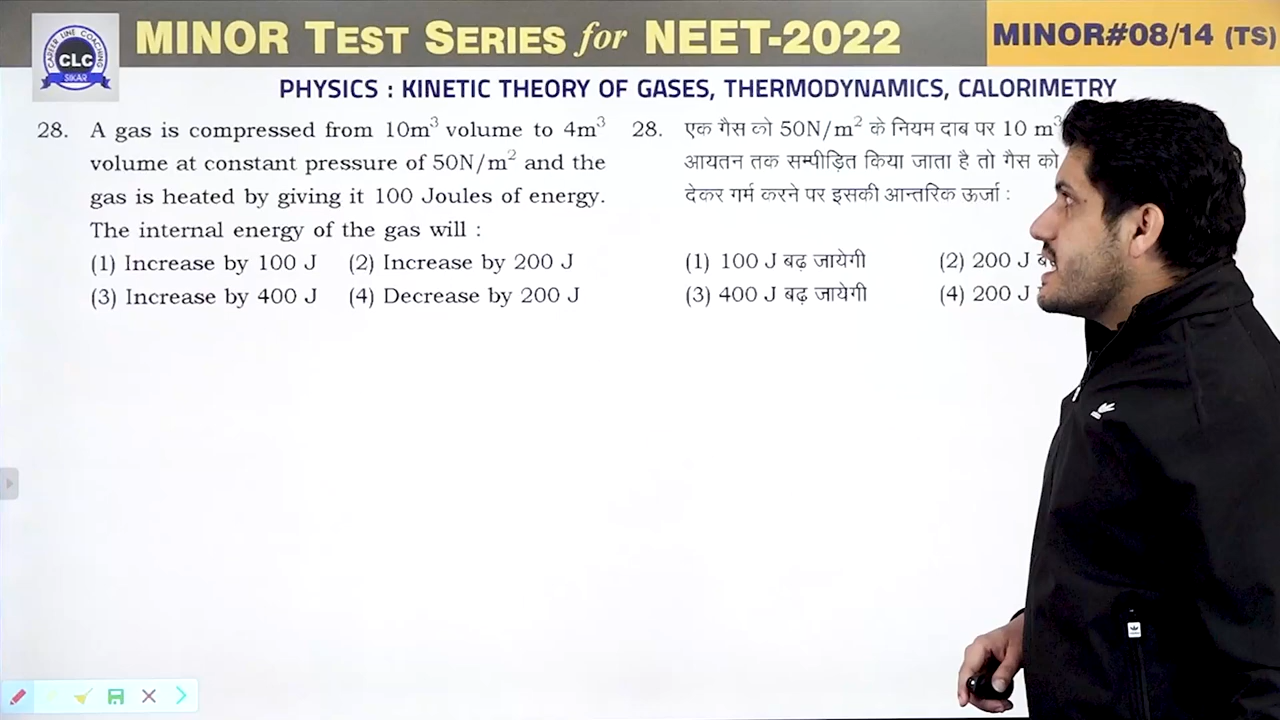 MINOR TEST SERIES for NEET-2022
MINOR#08/14 (TS)
CAREER LINE COACHING
CLC
SIKAR
PHYSICS : KINETIC THEORY OF GASES, THERMODYNAMICS, CALORIMETRY
28. A gas is compressed from 10m³ volume to 4m³
volume at constant pressure of 50N/m² and the
gas is heated by giving it 100 Joules of energy.
The internal energy of the gas will :
(1) Increase by 100 J (2) Increase by 200 J
(3) Increase by 400 J (4) Decrease by 200 J
28. एक गैस को 50N/m² के नियम दाब पर 10 m³
आयतन तक सम्पीड़ित किया जाता है तो गैस को
देकर गर्म करने पर इसकी आन्तरिक ऊर्जा :
(1) 100 J बढ़ जायेगी (2) 200 J
(3) 400 J बढ़ जायेगी (4) 200 J